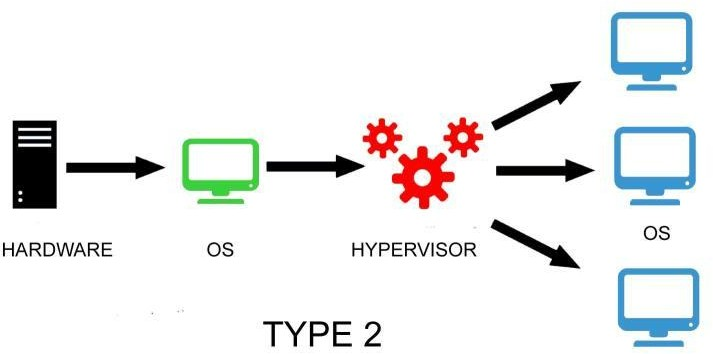 HARDWARE
OS
HYPERVISOR
OS
TYPE 2